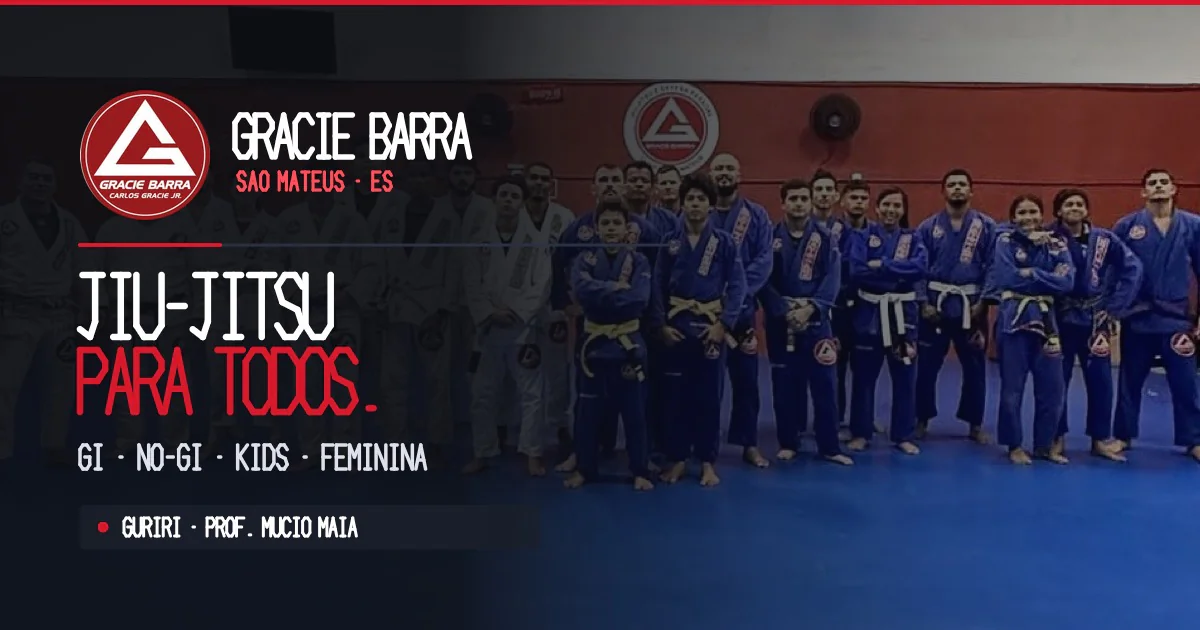 GRACIE BARRA
CARLOS GRACIE JR.
GRACIE BARRA
SAO MATEUS · ES
JIU-JITSU
PARA TODOS.
GI · NO-GI · KIDS · FEMININA
GURIRI · PROF. MUCIO MAIA